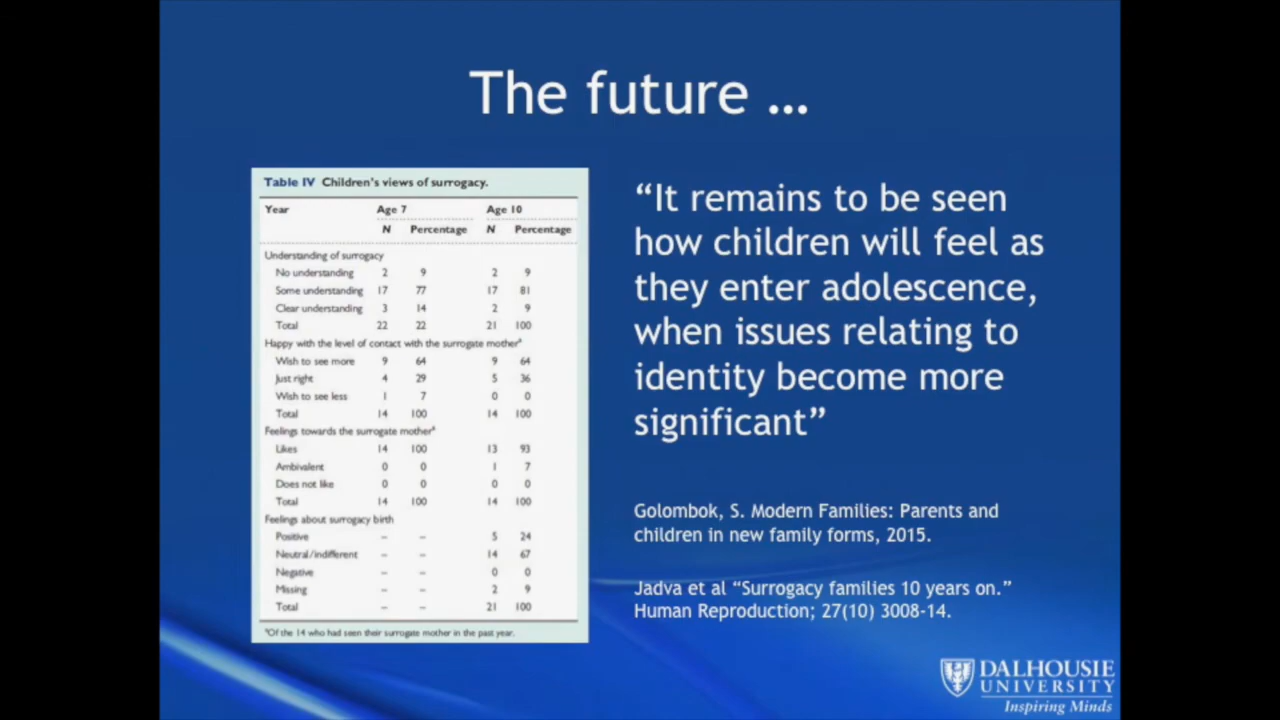 The future ...
Table IV Children's views of surrogacy.
Year Age 7 Age 10
N Percentage N Percentage
Understanding of surrogacy
No understanding 2 9 2 9
Some understanding 17 77 17 81
Clear understanding 3 14 2 9
Total 22 22 21 100
Happy with the level of contact with the surrogate motherª
Wish to see more 9 64 9 64
Just right 4 29 5 36
Wish to see less 1 7 0 0
Total 14 100 14 100
Feelings towards the surrogate motherª
Likes 14 100 13 93
Ambivalent 0 0 1 7
Does not like 0 0 0 0
Total 14 100 14 100
Feelings about surrogacy birth
Positive – – 5 24
Neutral/indifferent – – 14 67
Negative – – 0 0
Missing – – 2 9
Total – – 21 100
ªOf the 14 who had seen their surrogate mother in the past year.
“It remains to be seen
how children will feel as
they enter adolescence,
when issues relating to
identity become more
significant”
Golombok, S. Modern Families: Parents and
children in new family forms, 2015.
Jadva et al “Surrogacy families 10 years on.”
Human Reproduction; 27(10) 3008-14.
DALHOUSIE
UNIVERSITY
Inspiring Minds